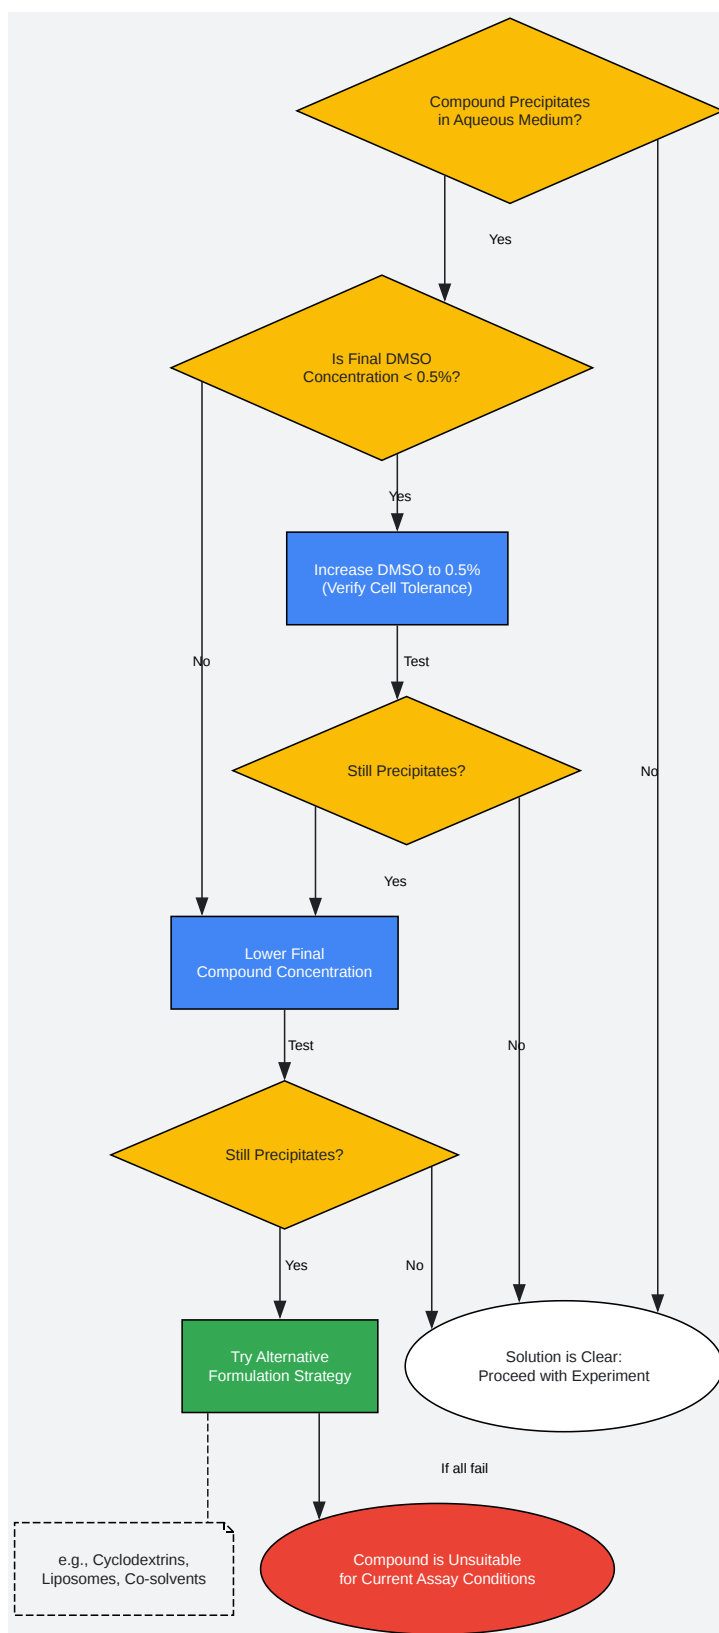 Compound Precipitates
in Aqueous Medium?
Yes
Is Final DMSO
Concentration < 0.5%?
Yes
Increase DMSO to 0.5%
(Verify Cell Tolerance)
No
Test
Still Precipitates?
No
Yes
Lower Final
Compound Concentration
Test
No
Still Precipitates?
Yes
No
Try Alternative
Formulation Strategy
Solution is Clear:
Proceed with Experiment
If all fail
e.g., Cyclodextrins,
Liposomes, Co-solvents
Compound is Unsuitable
for Current Assay Conditions